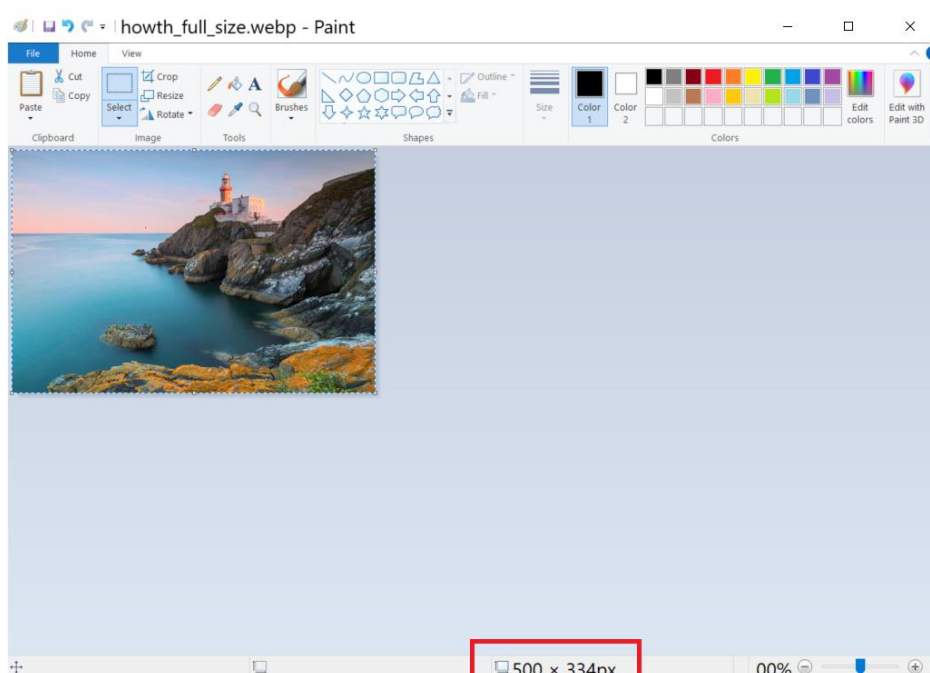 howth_full_size.webp - Paint
File Home View
Paste
Cut
Copy
Clipboard
Select
Crop
Resize
Rotate
Image
A
Tools
Brushes
Shapes
Outline
Fill
Size
Color 1
Color 2
Colors
Edit colors
Edit with Paint 3D
500 × 334px
00%